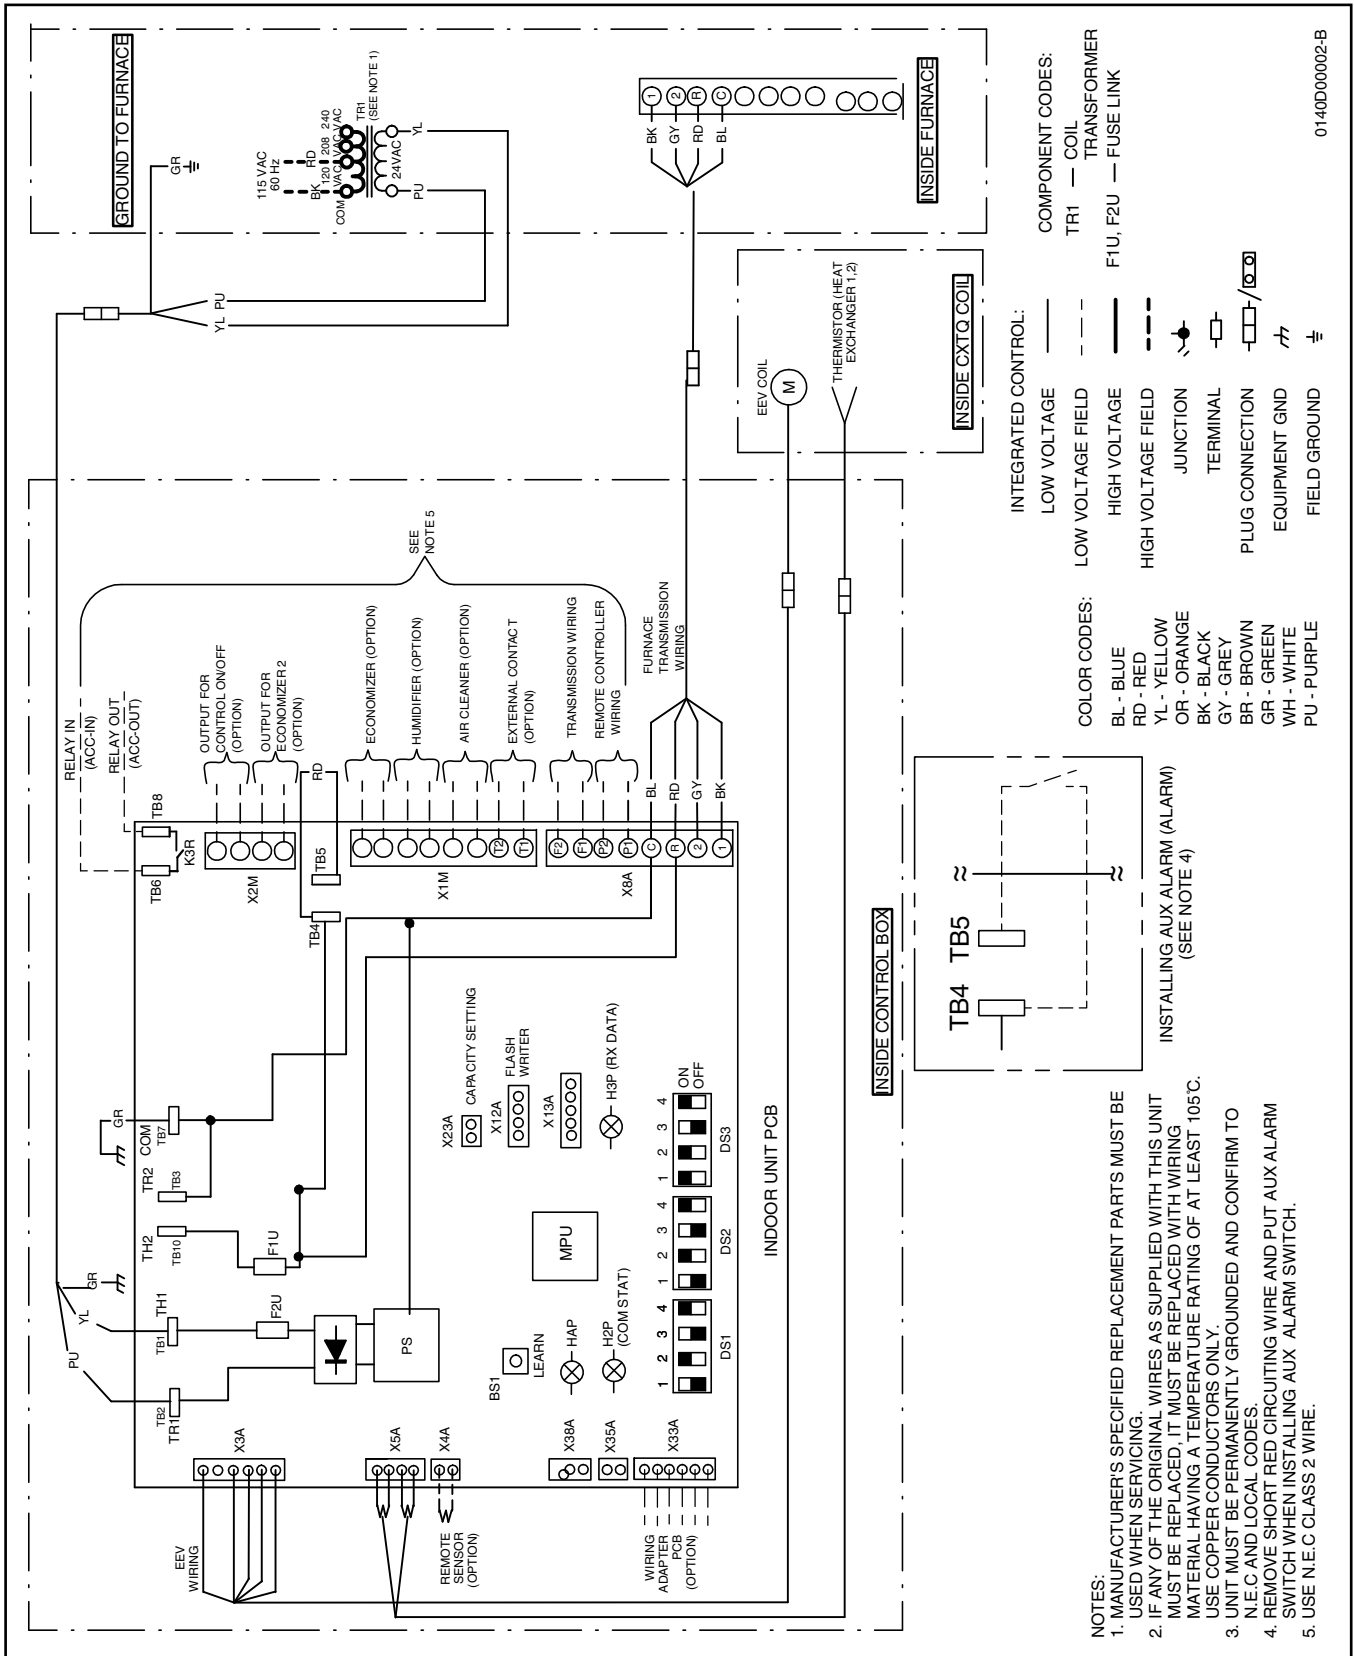 GROUND TO FURNACE
GR
115 VAC
60 Hz
BK
RD
COM
120
VAC
208
VAC
240
VAC
TR1
(SEE NOTE 1)
24VAC
PU
YL
INSIDE FURNACE
1
2
R
C
BK
GY
RD
BL
YL
PU
EEV COIL
M
THERMISTOR (HEAT
EXCHANGER 1,2)
INSIDE CXTQ COIL
SEE
NOTE 5
RELAY IN
(ACC-IN)
RELAY OUT
(ACC-OUT)
OUTPUT FOR
CONTROL ON/OFF
(OPTION)
OUTPUT FOR
ECONOMIZER 2
(OPTION)
RD
ECONOMIZER (OPTION)
HUMIDIFIER (OPTION)
AIR CLEANER (OPTION)
EXTERNAL CONTACT
(OPTION)
TRANSMISSION WIRING
REMOTE CONTROLLER
WIRING
FURNACE
TRANSMISSION
WIRING
BL
RD
GY
BK
TB8
K3R
TB6
X2M
TB5
TB4
X1M
T2
T1
X8A
F2
F1
P2
P1
C
R
2
1
GR
COM
TB7
TR2
TB3
TH2
TB10
F1U
GR
YL
PU
TH1
TB1
F2U
TB2
TR1
PS
X23A
CAPACITY SETTING
X12A
FLASH
WRITER
X13A
H3P (RX DATA)
MPU
BS1
LEARN
HAP
H2P
(COM STAT)
ON
OFF
1 2 3 4
DS1
1 2 3 4
DS2
1 2 3 4
DS3
INDOOR UNIT PCB
X3A
X5A
X4A
X38A
X35A
X33A
EEV
WIRING
REMOTE
SENSOR
(OPTION)
WIRING
ADAPTER
PCB
(OPTION)
INSIDE CONTROL BOX
TB4
TB5
INSTALLING AUX ALARM (ALARM)
(SEE NOTE 4)
INTEGRATED CONTROL:
LOW VOLTAGE
LOW VOLTAGE FIELD
HIGH VOLTAGE
HIGH VOLTAGE FIELD
JUNCTION
TERMINAL
PLUG CONNECTION
EQUIPMENT GND
FIELD GROUND
COMPONENT CODES:
TR1 — COIL
TRANSFORMER
F1U, F2U — FUSE LINK
COLOR CODES:
BL - BLUE
RD - RED
YL - YELLOW
OR - ORANGE
BK - BLACK
GY - GREY
BR - BROWN
GR - GREEN
WH - WHITE
PU - PURPLE
NOTES:
1. MANUFACTURER'S SPECIFIED REPLACEMENT PARTS MUST BE
USED WHEN SERVICING.
2. IF ANY OF THE ORIGINAL WIRES AS SUPPLIED WITH THIS UNIT
MUST BE REPLACED, IT MUST BE REPLACED WITH WIRING
MATERIAL HAVING A TEMPERATURE RATING OF AT LEAST 105°C.
USE COPPER CONDUCTORS ONLY.
3. UNIT MUST BE PERMANENTLY GROUNDED AND CONFIRM TO
N.E.C AND LOCAL CODES.
4. REMOVE SHORT RED CIRCUITING WIRE AND PUT AUX ALARM
SWITCH WHEN INSTALLING AUX ALARM SWITCH.
5. USE N.E.C CLASS 2 WIRE.
0140D00002-B